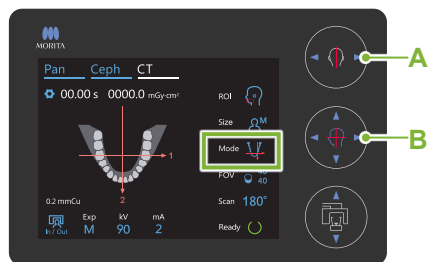 MORITA
Pan Ceph CT
00.00 s 0000.0 mGy·cm²
ROI
Size M
Mode
FOV 40
40
Scan 180°
Ready
1
2
0.2 mmCu
In / Out
Exp kV mA
M 90 2
A
B